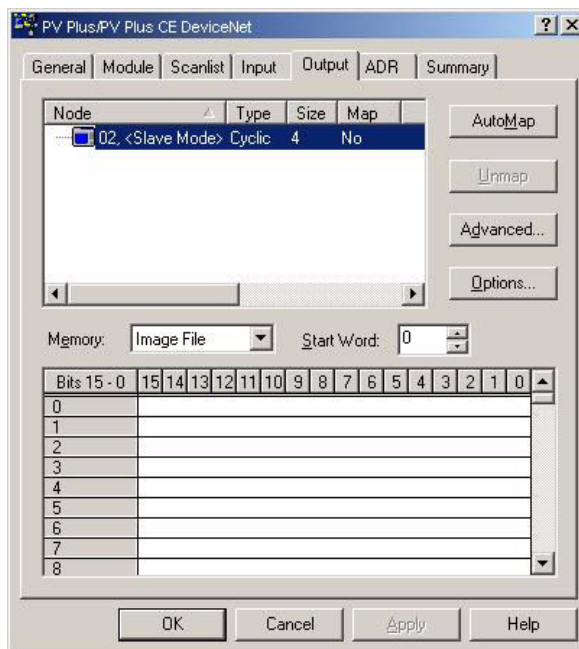 PV Plus/PV Plus CE DeviceNet
General Module Scanlist Input Output ADR Summary
Node Type Size Map
02, <Slave Mode> Cyclic 4 No
AutoMap
Unmap
Advanced...
Options...
Memory: Image File Start Word: 0
Bits 15 - 0 15 14 13 12 11 10 9 8 7 6 5 4 3 2 1 0
0
1
2
3
4
5
6
7
8
OK Cancel Apply Help